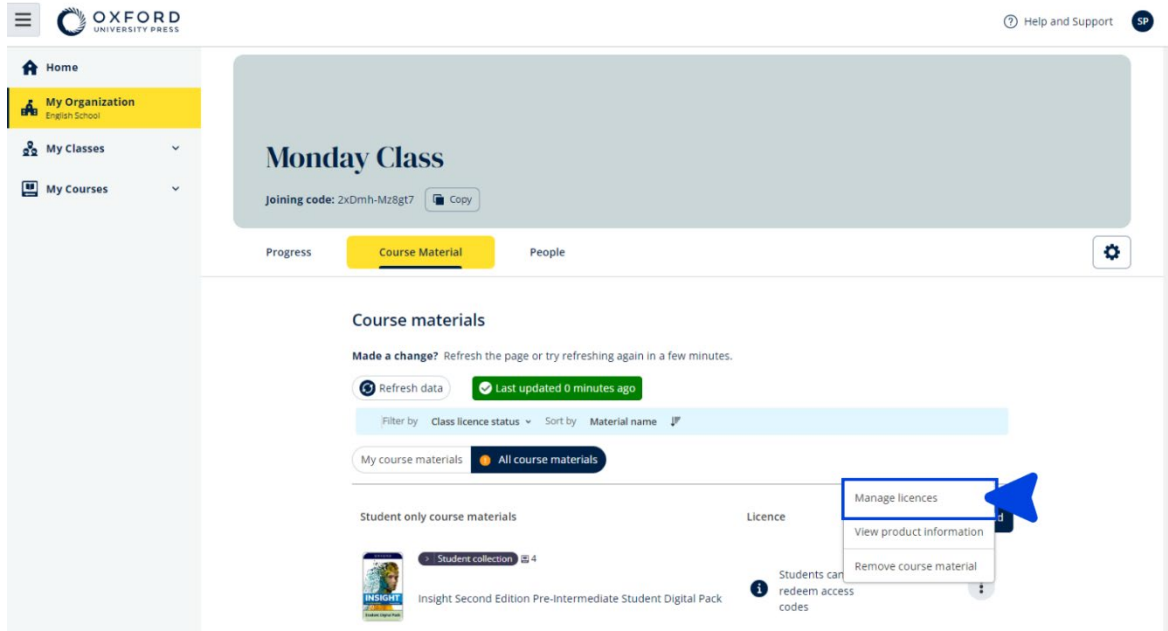 OXFORD
UNIVERSITY PRESS
Help and Support
SP
Home
My Organization
English School
My Classes
My Courses
Monday Class
Joining code: 2xDmh-Mz8gt7
Copy
Progress
Course Material
People
Course materials
Made a change? Refresh the page or try refreshing again in a few minutes.
Refresh data
Last updated 0 minutes ago
Filter by Class licence status Sort by Material name
My course materials
All course materials
Manage licences
View product information
Remove course material
Student only course materials
Licence
d
Student collection 4
Insight Second Edition Pre-Intermediate Student Digital Pack
Students can
redeem access
codes
OXFORD
INSIGHT
Student Digital Pack